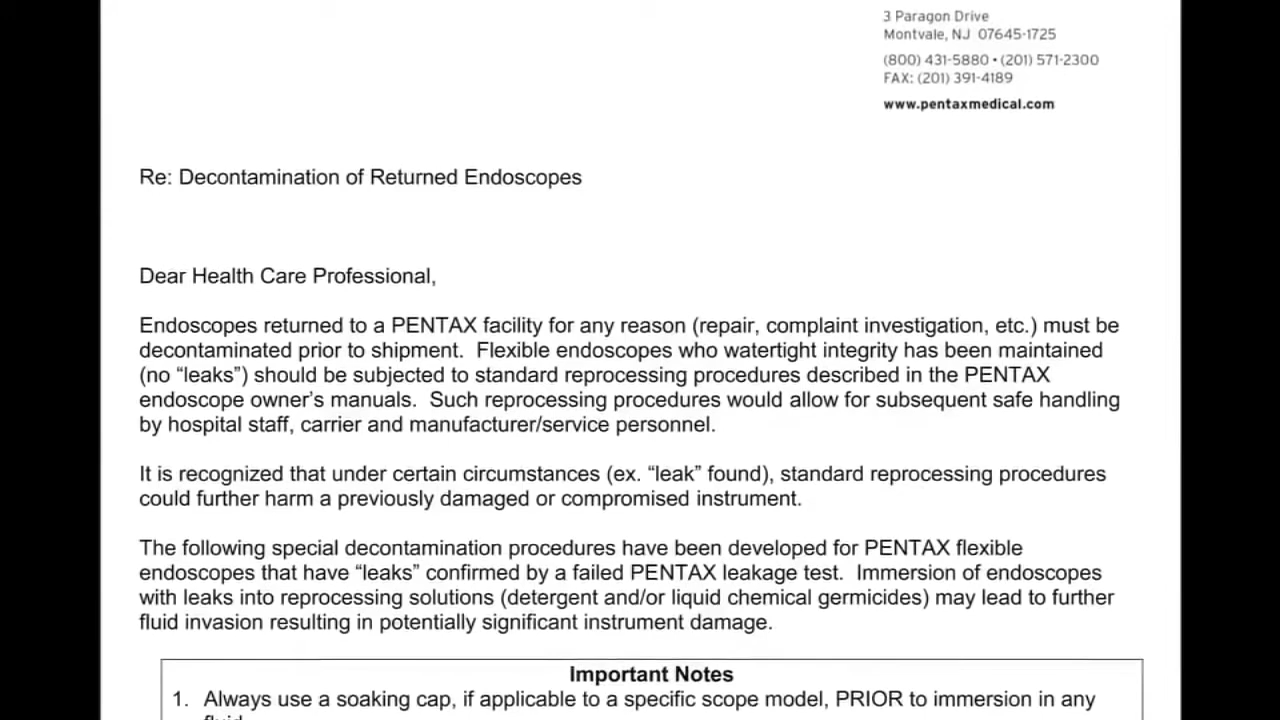 3 Paragon Drive
Montvale, NJ 07645-1725
(800) 431-5880 • (201) 571-2300
FAX: (201) 391-4189
www.pentaxmedical.com
Re: Decontamination of Returned Endoscopes
Dear Health Care Professional,
Endoscopes returned to a PENTAX facility for any reason (repair, complaint investigation, etc.) must be
decontaminated prior to shipment. Flexible endoscopes who watertight integrity has been maintained
(no “leaks”) should be subjected to standard reprocessing procedures described in the PENTAX
endoscope owner’s manuals. Such reprocessing procedures would allow for subsequent safe handling
by hospital staff, carrier and manufacturer/service personnel.
It is recognized that under certain circumstances (ex. “leak” found), standard reprocessing procedures
could further harm a previously damaged or compromised instrument.
The following special decontamination procedures have been developed for PENTAX flexible
endoscopes that have “leaks” confirmed by a failed PENTAX leakage test. Immersion of endoscopes
with leaks into reprocessing solutions (detergent and/or liquid chemical germicides) may lead to further
fluid invasion resulting in potentially significant instrument damage.
Important Notes
1. Always use a soaking cap, if applicable to a specific scope model, PRIOR to immersion in any